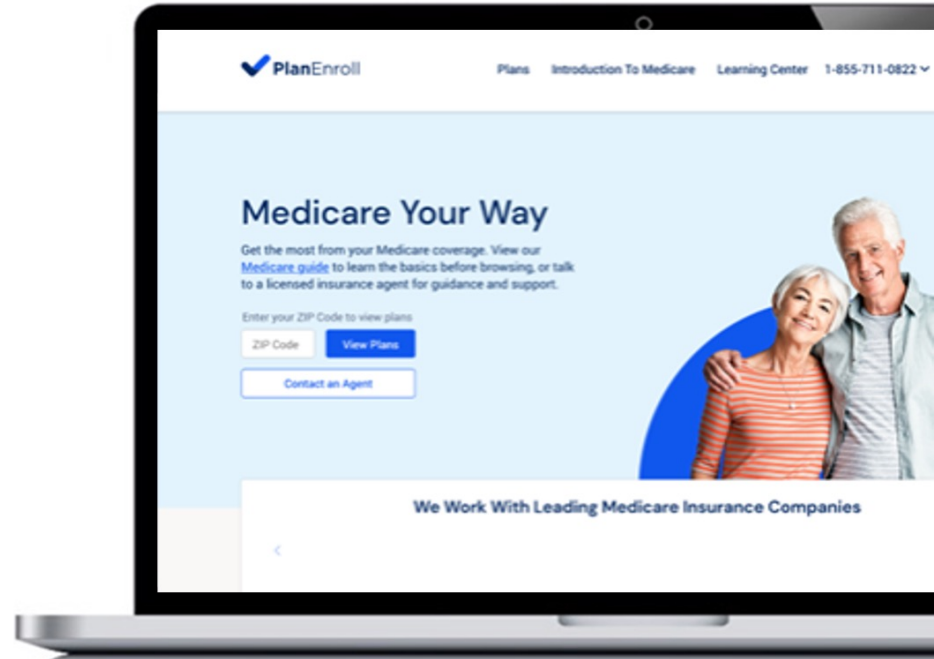 PlanEnroll
Plans
Introduction To Medicare
Learning Center
1-855-711-0822
Medicare Your Way
Get the most from your Medicare coverage. View our
Medicare guide to learn the basics before browsing, or talk
to a licensed insurance agent for guidance and support.
Enter your ZIP Code to view plans
ZIP Code
View Plans
Contact an Agent
We Work With Leading Medicare Insurance Companies